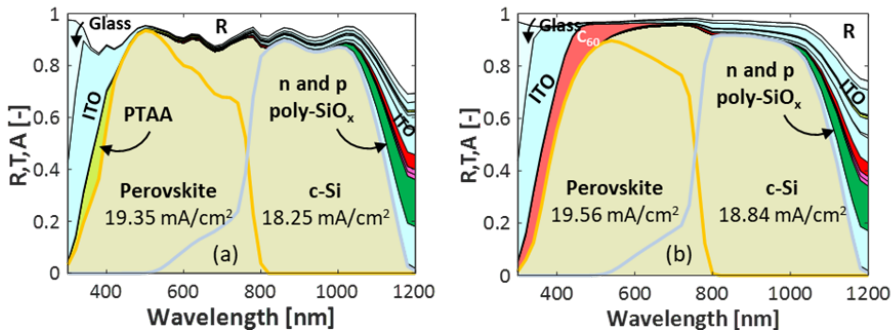 R,T,A [-]
1
0.8
0.6
0.4
0.2
0
Glass
R
ITO
PTAA
n and p
poly-SiOₓ
ITO
Perovskite
19.35 mA/cm²
c-Si
18.25 mA/cm²
(a)
400 600 800 1000 1200
Wavelength [nm]
R,T,A [-]
1
0.8
0.6
0.4
0.2
0
Glass
R
C₆₀
ITO
n and p
poly-SiOₓ
ITO
Perovskite
19.56 mA/cm²
c-Si
18.84 mA/cm²
(b)
400 600 800 1000 1200
Wavelength [nm]